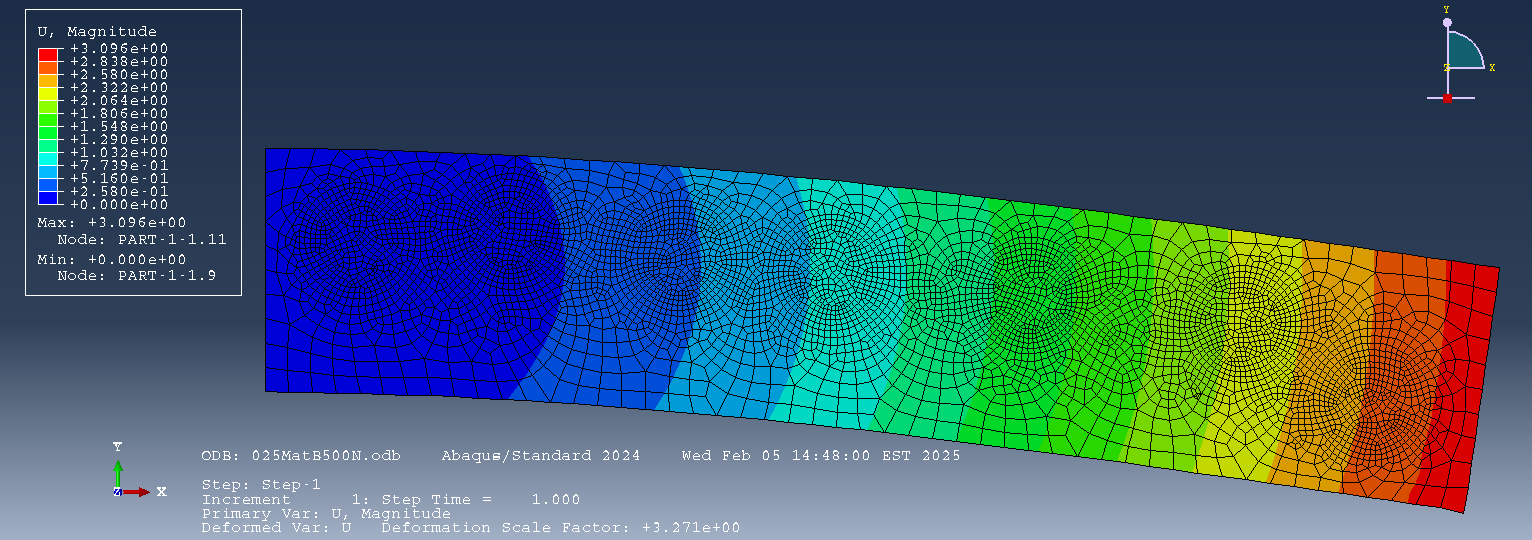 U, Magnitude
+3.096e+00
+2.838e+00
+2.580e+00
+2.322e+00
+2.064e+00
+1.806e+00
+1.548e+00
+1.290e+00
+1.032e+00
+7.739e-01
+5.160e-01
+2.580e-01
+0.000e+00
Max: +3.096e+00
Node: PART-1-1.11
Min: +0.000e+00
Node: PART-1-1.9
Y
Z X
Y
Z X
ODB: 025MatB500N.odb Abaqus/Standard 2024 Wed Feb 05 14:48:00 EST 2025
Step: Step-1
Increment 1: Step Time = 1.000
Primary Var: U, Magnitude
Deformed Var: U Deformation Scale Factor: +3.271e+00